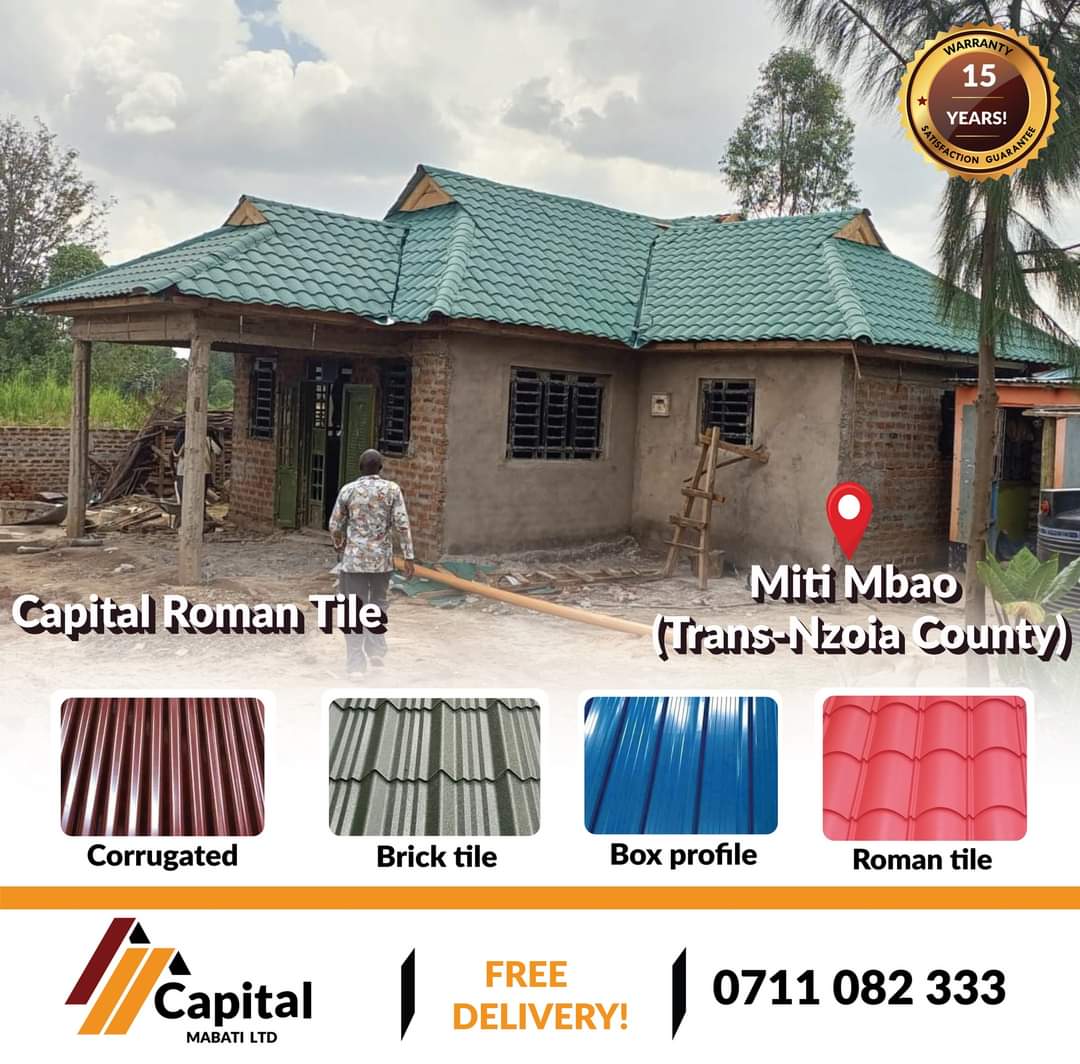 WARRANTY
15
YEARS!
SATISFACTION GUARANTEE
Miti Mbao
(Trans-Nzoia County)
Capital Roman Tile
Corrugated
Brick tile
Box profile
Roman tile
Capital
MABATI LTD
FREE
DELIVERY!
0711 082 333